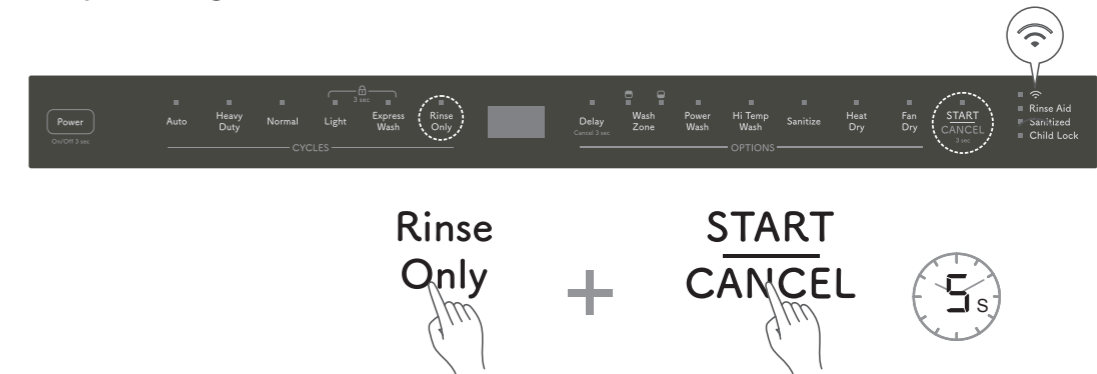 Power
On/Off 3 sec
Auto
Heavy
Duty
Normal
3 sec
Light
Express
Wash
Rinse
Only
CYCLES
Delay
Cancel 3 sec
Wash
Zone
Power
Wash
Hi Temp
Wash
Sanitize
Heat
Dry
Fan
Dry
OPTIONS
START
CANCEL
3 sec
Rinse Aid
Sanitized
Child Lock
Rinse
Only
+
START
CANCEL
5 s